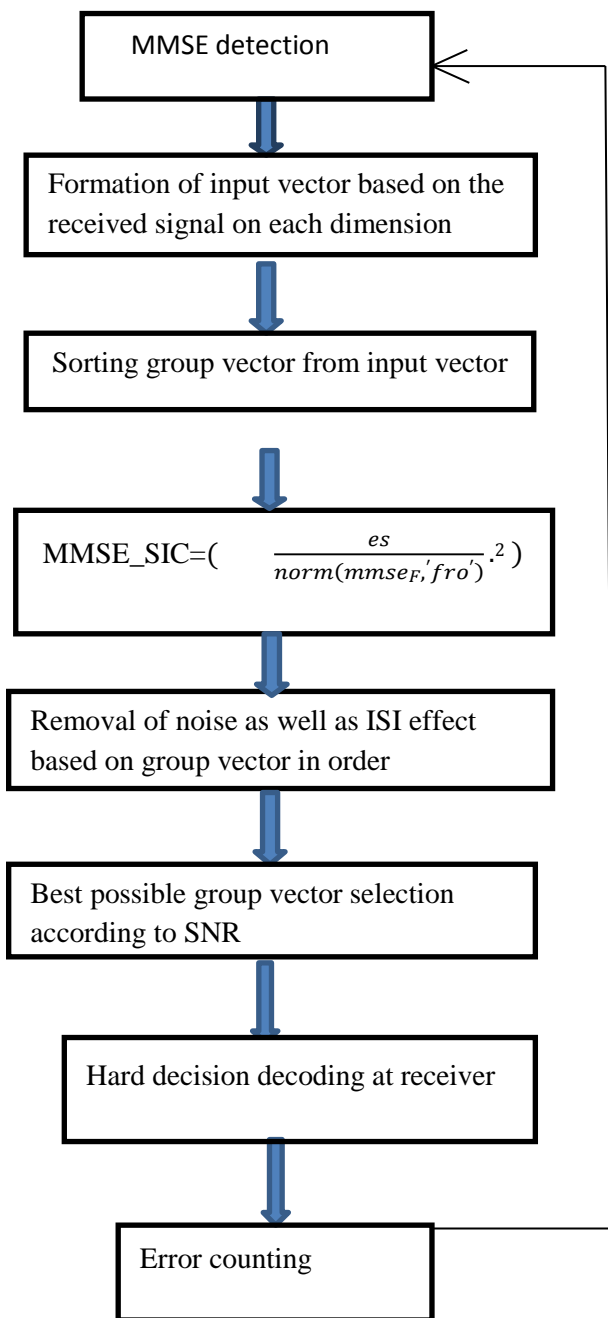 MMSE detection
Formation of input vector based on the
received signal on each dimension
Sorting group vector from input vector
MMSE_SIC=( es/norm(mmse_F,'fro') .^2 )
Removal of noise as well as ISI effect
based on group vector in order
Best possible group vector selection
according to SNR
Hard decision decoding at receiver
Error counting